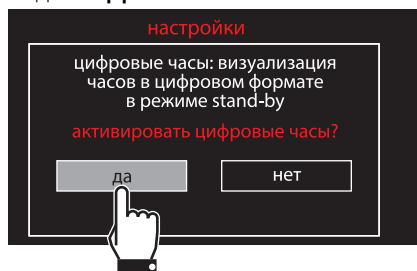 настройки
цифровые часы: визуализация
часов в цифровом формате
в режиме stand-by
активировать цифровые часы?
да
нет